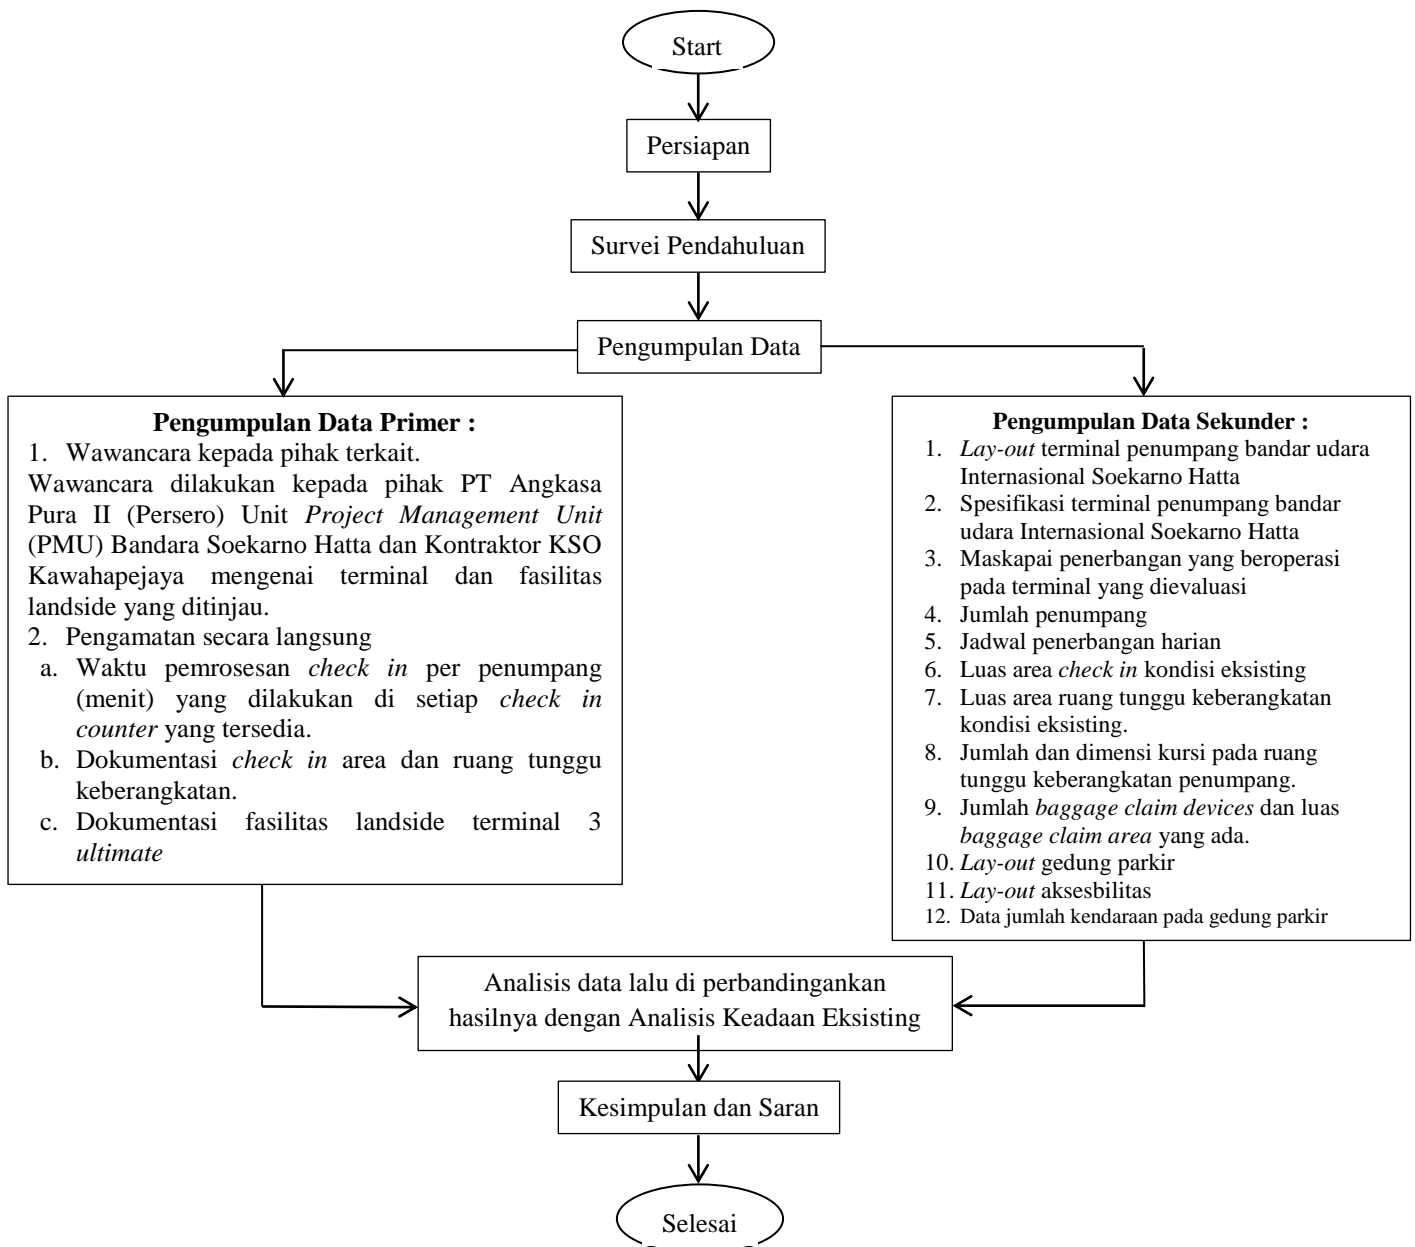 Start
Persiapan
Survei Pendahuluan
Pengumpulan Data
Pengumpulan Data Primer :
1. Wawancara kepada pihak terkait.
Wawancara dilakukan kepada pihak PT Angkasa
Pura II (Persero) Unit Project Management Unit
(PMU) Bandara Soekarno Hatta dan Kontraktor KSO
Kawahapejaya mengenai terminal dan fasilitas
landside yang ditinjau.
2. Pengamatan secara langsung
a. Waktu pemrosesan check in per penumpang
(menit) yang dilakukan di setiap check in
counter yang tersedia.
b. Dokumentasi check in area dan ruang tunggu
keberangkatan.
c. Dokumentasi fasilitas landside terminal 3
ultimate
Pengumpulan Data Sekunder :
1. Lay-out terminal penumpang bandar udara
Internasional Soekarno Hatta
2. Spesifikasi terminal penumpang bandar
udara Internasional Soekarno Hatta
3. Maskapai penerbangan yang beroperasi
pada terminal yang dievaluasi
4. Jumlah penumpang
5. Jadwal penerbangan harian
6. Luas area check in kondisi eksisting
7. Luas area ruang tunggu keberangkatan
kondisi eksisting.
8. Jumlah dan dimensi kursi pada ruang
tunggu keberangkatan penumpang.
9. Jumlah baggage claim devices dan luas
baggage claim area yang ada.
10. Lay-out gedung parkir
11. Lay-out aksesbilitas
12. Data jumlah kendaraan pada gedung parkir
Analisis data lalu di perbandingankan
hasilnya dengan Analisis Keadaan Eksisting
Kesimpulan dan Saran
Selesai